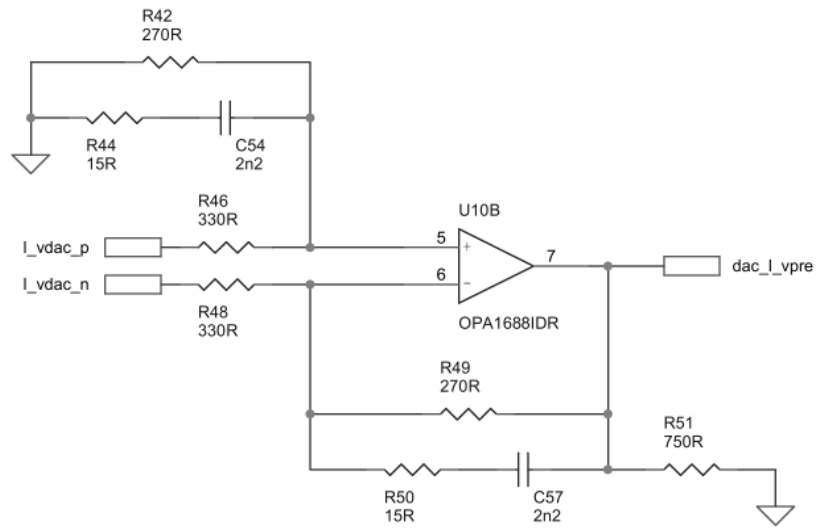 R42
270R
R44
15R
C54
2n2
R46
330R
I_vdac_p
I_vdac_n
R48
330R
U10B
5
+
6
-
7
OPA1688IDR
dac_I_vpre
R49
270R
R50
15R
C57
2n2
R51
750R